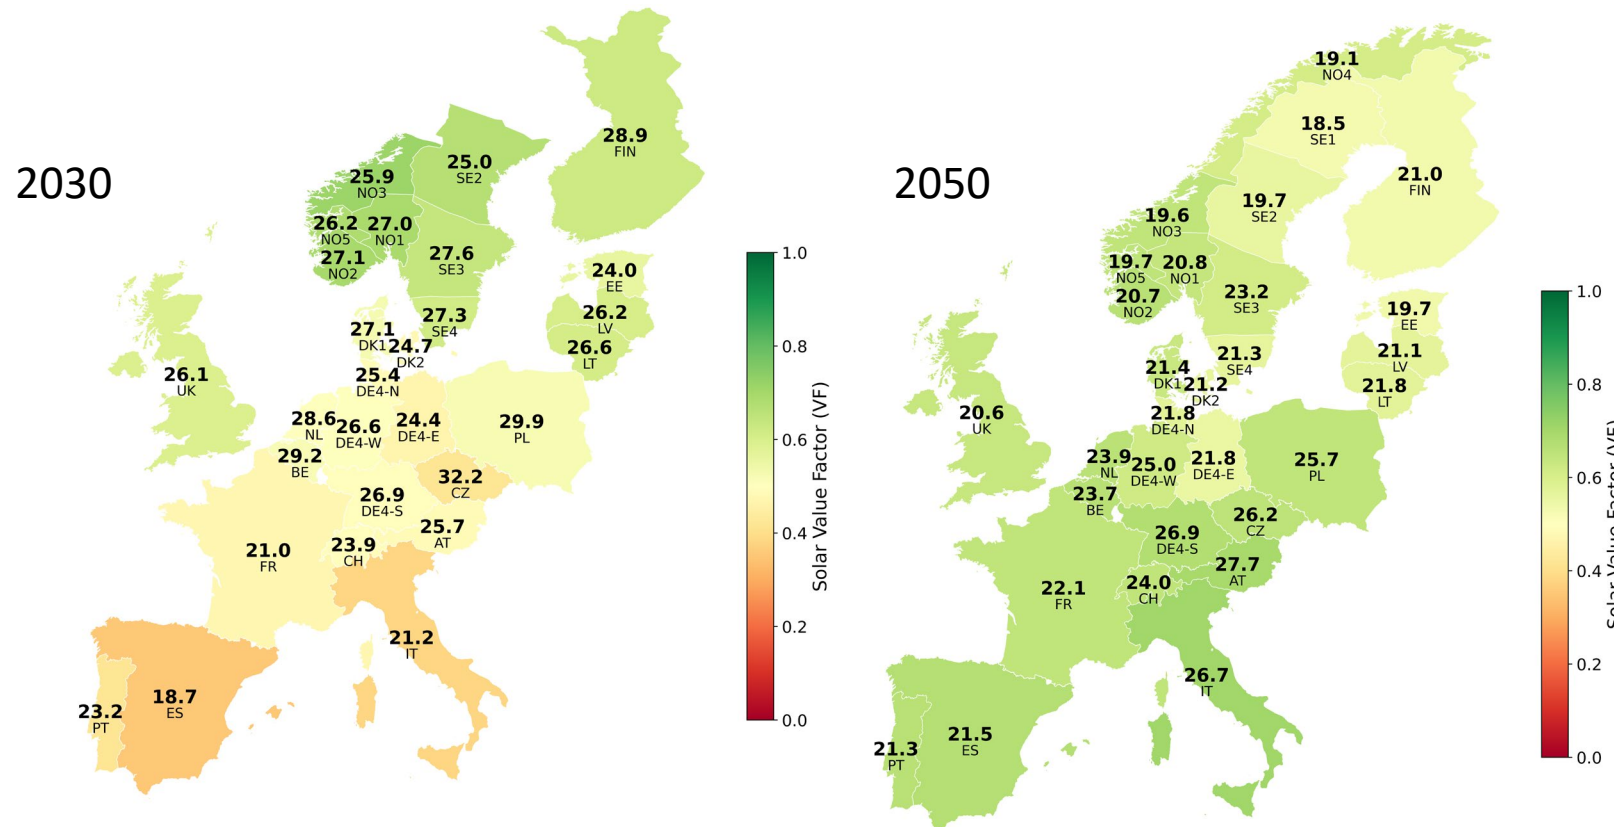 2030
28.9
FIN
25.0
SE2
25.9
NO3
26.2
NO5
27.0
NO1
27.1
NO2
27.6
SE3
27.3
SE4
24.0
EE
26.2
LV
26.6
LT
27.1
DK1
24.7
DK2
25.4
DE4-N
26.1
UK
28.6
NL
26.6
DE4-W
24.4
DE4-E
29.9
PL
29.2
BE
32.2
CZ
26.9
DE4-S
25.7
AT
23.9
CH
21.0
FR
21.2
IT
18.7
ES
23.2
PT
1.0
0.8
0.6
0.4
0.2
0.0
Solar Value Factor (VF)
2050
19.1
NO4
18.5
SE1
21.0
FIN
19.7
SE2
19.6
NO3
19.7
NO5
20.8
NO1
20.7
NO2
23.2
SE3
21.3
SE4
19.7
EE
21.1
LV
21.8
LT
21.4
DK1
21.2
DK2
21.8
DE4-N
20.6
UK
23.9
NL
25.0
DE4-W
21.8
DE4-E
25.7
PL
23.7
BE
26.2
CZ
26.9
DE4-S
27.7
AT
24.0
CH
22.1
FR
26.7
IT
21.5
ES
21.3
PT
1.0
0.8
0.6
0.4
0.2
0.0
Solar Value Factor (VF)